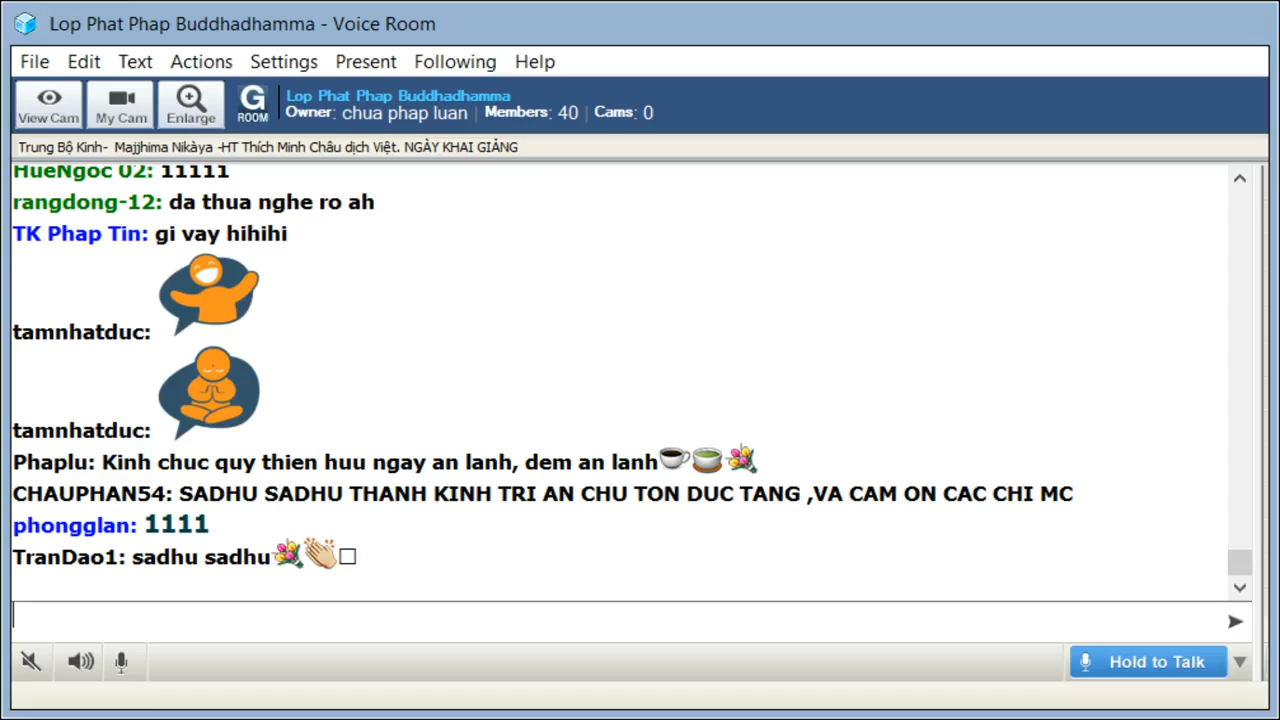 Lop Phat Phap Buddhadhamma - Voice Room
File Edit Text Actions Settings Present Following Help
View Cam My Cam Enlarge G ROOM
Lop Phat Phap Buddhadhamma
Owner: chua phap luan | Members: 40 | Cams: 0
Trung Bộ Kinh- Majjhima Nikàya -HT Thích Minh Châu dịch Việt. NGÀY KHAI GIẢNG
HueNgoc 02: 11111
rangdong-12: da thua nghe ro ah
TK Phap Tin: gi vay hihihi
tamnhatduc:
tamnhatduc:
Phaplu: Kinh chuc quy thien huu ngay an lanh, dem an lanh
CHAUPHAN54: SADHU SADHU THANH KINH TRI AN CHU TON DUC TANG ,VA CAM ON CAC CHI MC
phongglan: 1111
TranDao1: sadhu sadhu
Hold to Talk